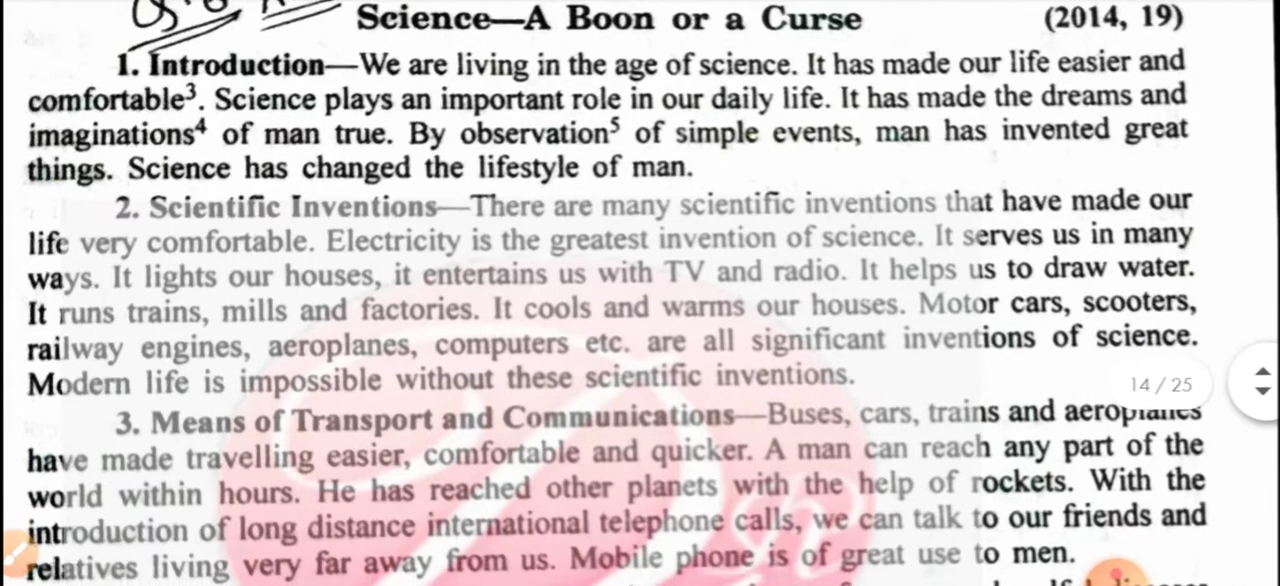 Science—A Boon or a Curse (2014, 19)
1. Introduction—We are living in the age of science. It has made our life easier and
comfortable³. Science plays an important role in our daily life. It has made the dreams and
imaginations⁴ of man true. By observation⁵ of simple events, man has invented great
things. Science has changed the lifestyle of man.
2. Scientific Inventions—There are many scientific inventions that have made our
life very comfortable. Electricity is the greatest invention of science. It serves us in many
ways. It lights our houses, it entertains us with TV and radio. It helps us to draw water.
It runs trains, mills and factories. It cools and warms our houses. Motor cars, scooters,
railway engines, aeroplanes, computers etc. are all significant inventions of science.
Modern life is impossible without these scientific inventions.
14 / 25
3. Means of Transport and Communications—Buses, cars, trains and aeroplanes
have made travelling easier, comfortable and quicker. A man can reach any part of the
world within hours. He has reached other planets with the help of rockets. With the
introduction of long distance international telephone calls, we can talk to our friends and
relatives living very far away from us. Mobile phone is of great use to men.